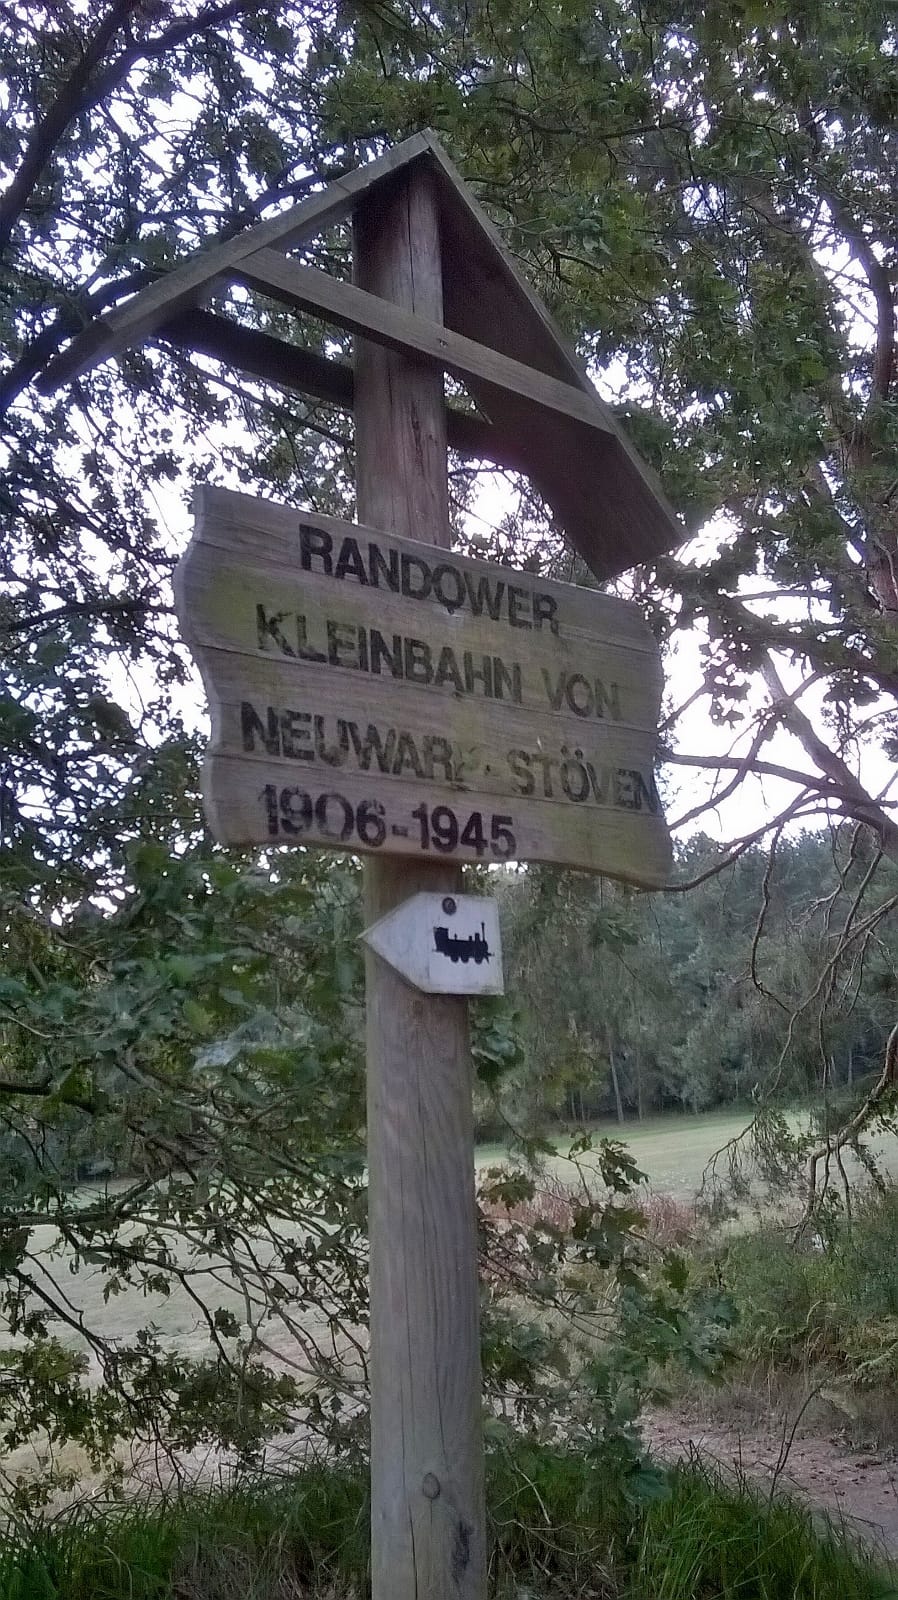 RANDOWER
KLEINBAHN VON
NEUWARP - STÖVEN
1906-1945